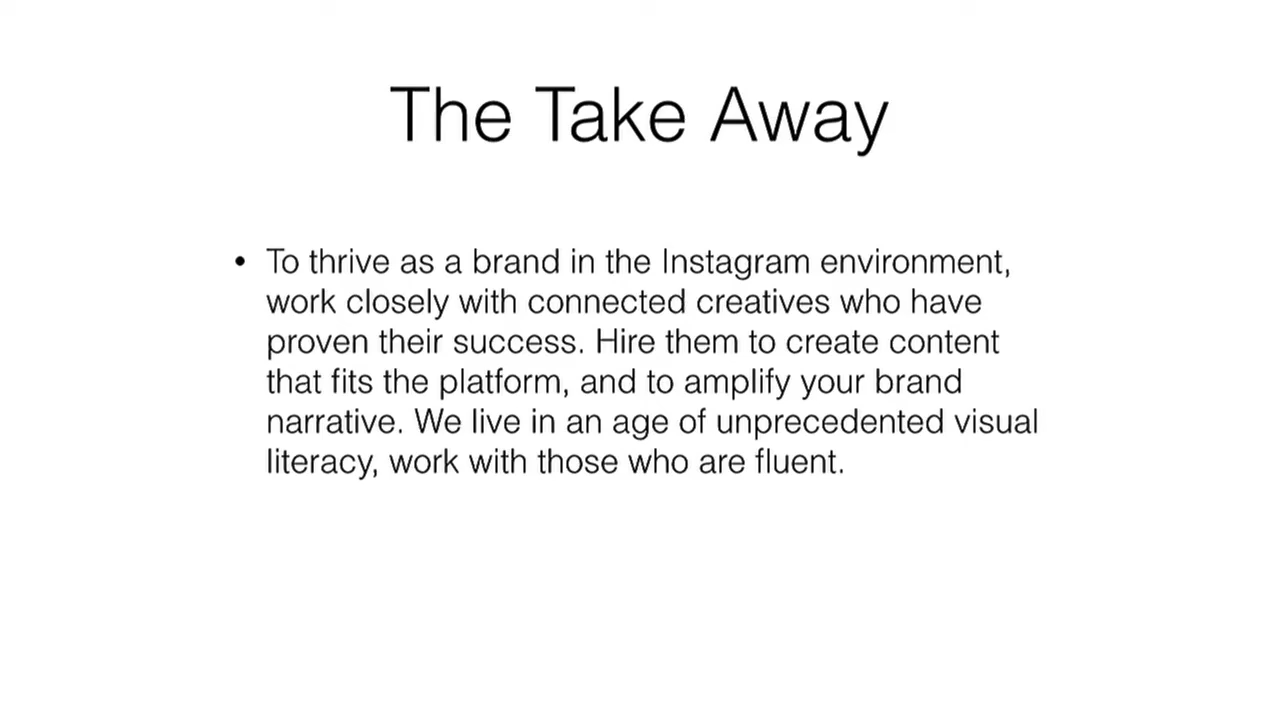 The Take Away
• To thrive as a brand in the Instagram environment,
work closely with connected creatives who have
proven their success. Hire them to create content
that fits the platform, and to amplify your brand
narrative. We live in an age of unprecedented visual
literacy, work with those who are fluent.